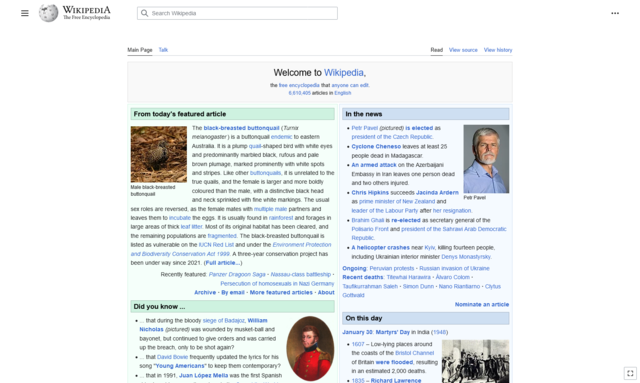 WIKIPEDIA
The Free Encyclopedia
Search Wikipedia
Main Page Talk
Read View source View history
Welcome to Wikipedia,
the free encyclopedia that anyone can edit.
6,610,405 articles in English
From today's featured article
Male black-breasted
buttonquail
The black-breasted buttonquail (Turnix
melanogaster) is a buttonquail endemic to eastern
Australia. It is a plump quail-shaped bird with white eyes
and predominantly marbled black, rufous and pale
brown plumage, marked prominently with white spots
and stripes. Like other buttonquails, it is unrelated to the
true quails, and the female is larger and more boldly
coloured than the male, with a distinctive black head
and neck sprinkled with fine white markings. The usual
sex roles are reversed, as the female mates with multiple male partners and
leaves them to incubate the eggs. It is usually found in rainforest and forages in
large areas of thick leaf litter. Most of its original habitat has been cleared, and
the remaining populations are fragmented. The black-breasted buttonquail is
listed as vulnerable on the IUCN Red List and under the Environment Protection
and Biodiversity Conservation Act 1999. A three-year conservation project has
been under way since 2021. (Full article...)
Recently featured: Panzer Dragoon Saga · Nassau-class battleship ·
Persecution of homosexuals in Nazi Germany
Archive · By email · More featured articles · About
Did you know ...
... that during the bloody siege of Badajoz, William
Nicholas (pictured) was wounded by musket-ball and
bayonet, but continued to give orders and was carried
up the breach, only to be shot again?
... that David Bowie frequently updated the lyrics for his
song "Young Americans" to keep them contemporary?
... that in 1991, Juan López Mella was the first Spanish
In the news
Petr Pavel (pictured) is elected as
president of the Czech Republic.
Cyclone Cheneso leaves at least 25
people dead in Madagascar.
An armed attack on the Azerbaijani
Embassy in Iran leaves one person dead
and two others injured.
Chris Hipkins succeeds Jacinda Ardern
as prime minister of New Zealand and
leader of the Labour Party after her resignation.
Brahim Ghali is re-elected as secretary general of the
Polisario Front and president of the Sahrawi Arab Democratic
Republic.
A helicopter crashes near Kyiv, killing fourteen people,
including Ukrainian interior minister Denys Monastyrsky.
Petr Pavel
Ongoing: Peruvian protests · Russian invasion of Ukraine
Recent deaths: Titewhai Harawira · Álvaro Colom ·
Taufikurrahman Saleh · Simon Dunn · Nano Riantiarno · Clytus
Gottwald
Nominate an article
On this day
January 30: Martyrs' Day in India (1948)
1607 – Low-lying places around
the coasts of the Bristol Channel
of Britain were flooded, resulting
in an estimated 2,000 deaths.
1835 – Richard Lawrence